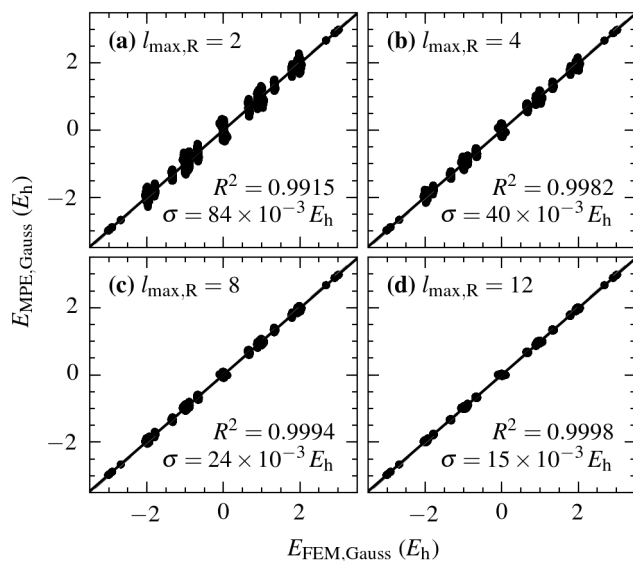 (a) l_max,R = 2
(b) l_max,R = 4
2
0
−2
R² = 0.9915
σ = 84 × 10⁻³ E_h
R² = 0.9982
σ = 40 × 10⁻³ E_h
E_MPE,Gauss (E_h)
(c) l_max,R = 8
(d) l_max,R = 12
2
0
−2
R² = 0.9994
σ = 24 × 10⁻³ E_h
R² = 0.9998
σ = 15 × 10⁻³ E_h
−2 0 2 −2 0 2
E_FEM,Gauss (E_h)